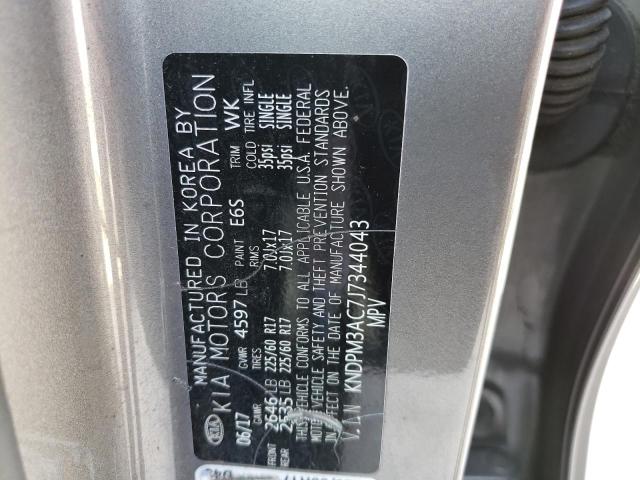 MANUFACTURED IN KOREA BY
KIA KIA MOTORS CORPORATION
06/17 GVWR 4597 LB PAINT E6S TRIM WK
GAWR TIRES RIMS COLD TIRE INFL
FRONT 2646 LB 225/60 R17 7.0JX17 35psi SINGLE
REAR 2535 LB 225/60 R17 7.0JX17 35psi SINGLE
THIS VEHICLE CONFORMS TO ALL APPLICABLE U.S.A. FEDERAL
MOTOR VEHICLE SAFETY AND THEFT PREVENTION STANDARDS
IN EFFECT ON THE DATE OF MANUFACTURE SHOWN ABOVE.
V.I.N KNDPM3AC7J7344043
MPV